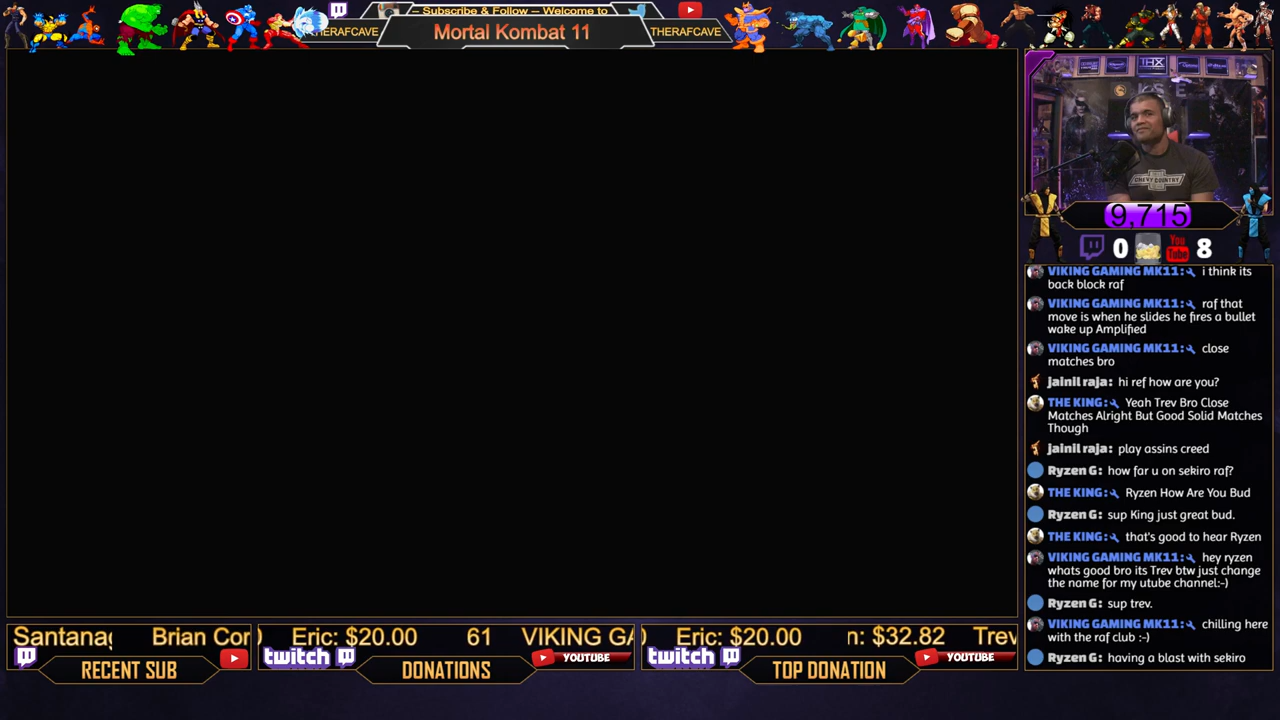 -- Subscribe & Follow -- Welcome to
THERAFCAVE
Mortal Kombat 11
THERAFCAVE
THX
KSE
CHEVY COUNTRY
9,715
0
You
Tube
8
VIKING GAMING MK11: i think its
back block raf
VIKING GAMING MK11: raf that
move is when he slides he fires a bullet
wake up Amplified
VIKING GAMING MK11: close
matches bro
jainil raja: hi ref how are you?
THE KING: Yeah Trev Bro Close
Matches Alright But Good Solid Matches
Though
jainil raja: play assins creed
Ryzen G: how far u on sekiro raf?
THE KING: Ryzen How Are You Bud
Ryzen G: sup King just great bud.
THE KING: that's good to hear Ryzen
VIKING GAMING MK11: hey ryzen
whats good bro its Trev btw just change
the name for my utube channel:-)
Ryzen G: sup trev.
VIKING GAMING MK11: chilling here
with the raf club :-)
Ryzen G: having a blast with sekiro
Santana Brian Cor
Eric: $20.00 61 VIKING GA
Eric: $20.00 n: $32.82 Trev
RECENT SUB
twitch
DONATIONS
YOUTUBE
twitch
TOP DONATION
YOUTUBE